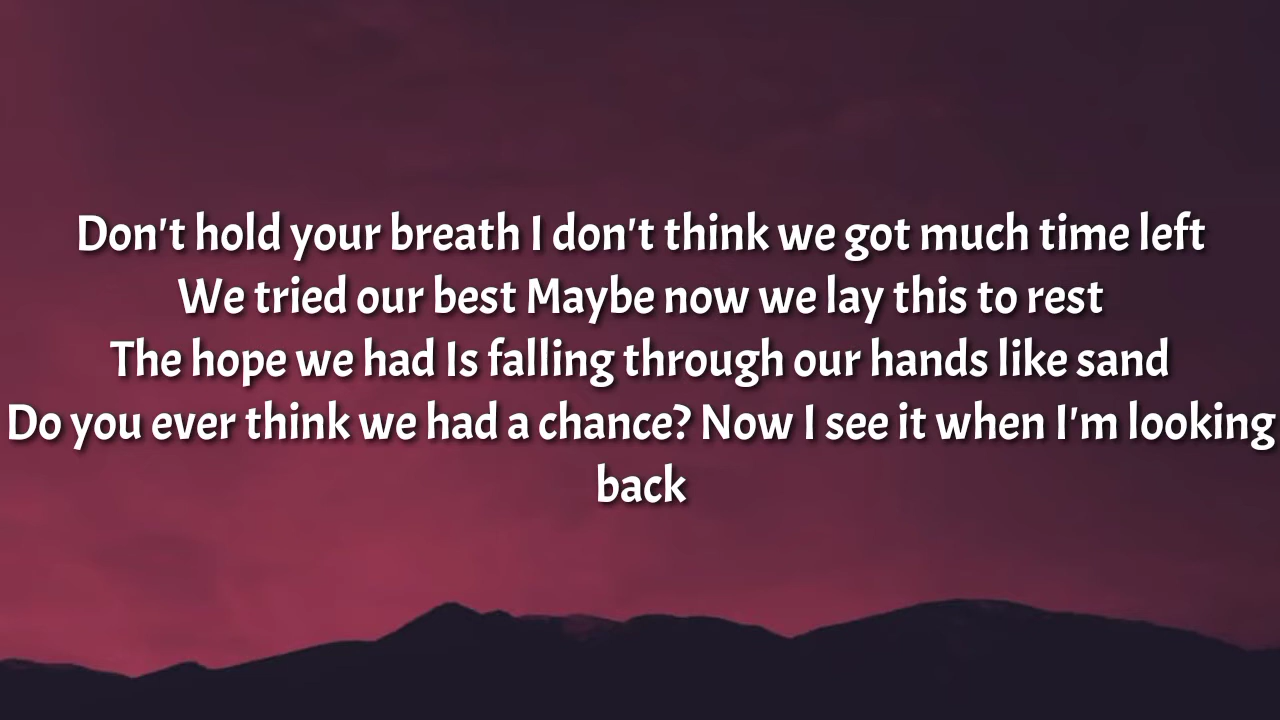 Don't hold your breath I don't think we got much time left
We tried our best Maybe now we lay this to rest
The hope we had Is falling through our hands like sand
Do you ever think we had a chance? Now I see it when I'm looking
back